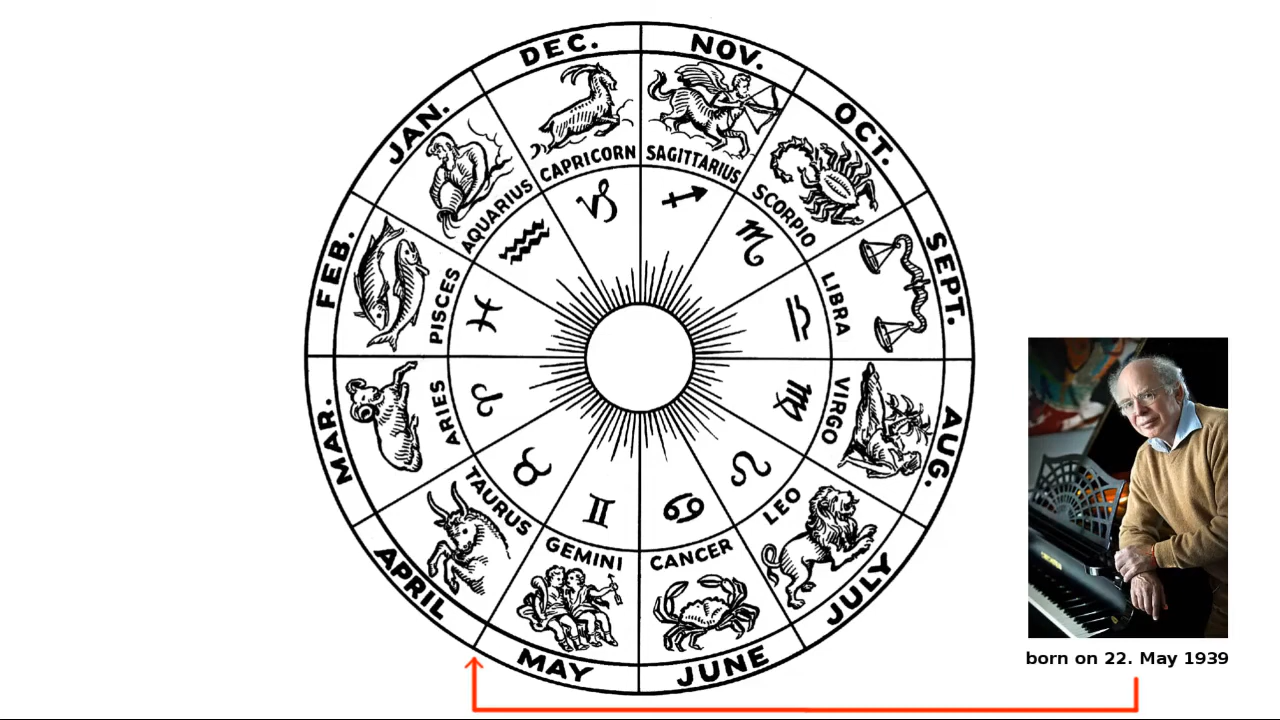 DEC.
NOV.
JAN.
OCT.
FEB.
SEPT.
MAR.
AUG.
APRIL
JULY
MAY
JUNE
CAPRICORN
SAGITTARIUS
AQUARIUS
SCORPIO
PISCES
LIBRA
ARIES
VIRGO
TAURUS
LEO
GEMINI
CANCER
born on 22. May 1939